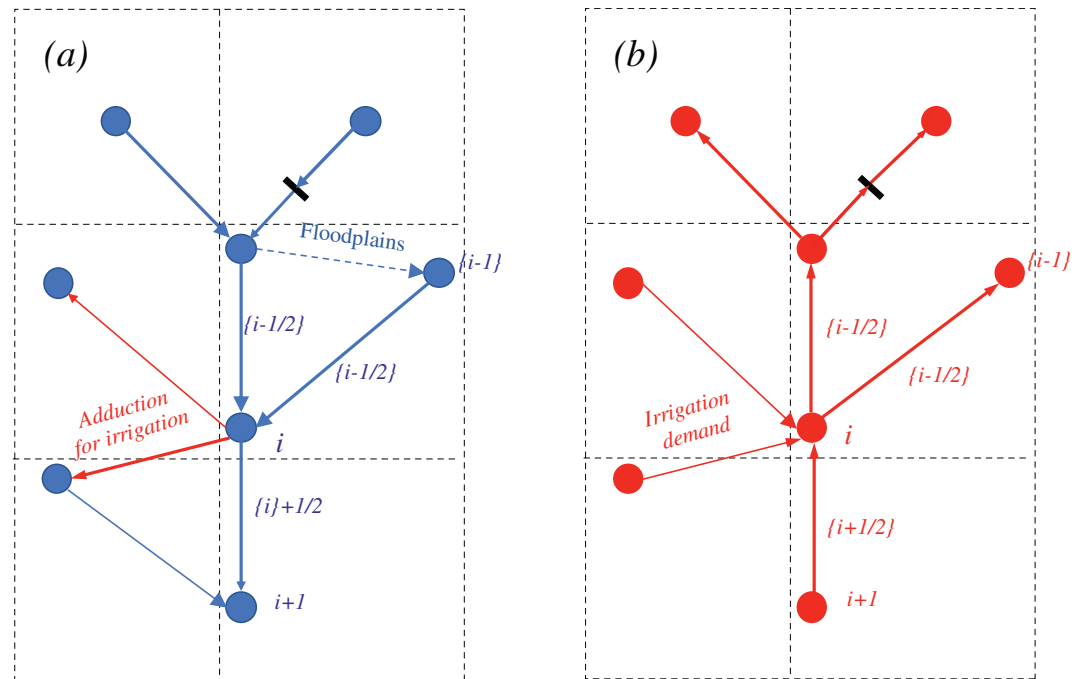 (a)
Floodplains
{i-1}
{i-1/2}
{i-1/2}
Adduction
for irrigation
i
{i}+1/2
i+1
(b)
{i-1}
{i-1/2}
{i-1/2}
Irrigation
demand
i
{i+1/2}
i+1